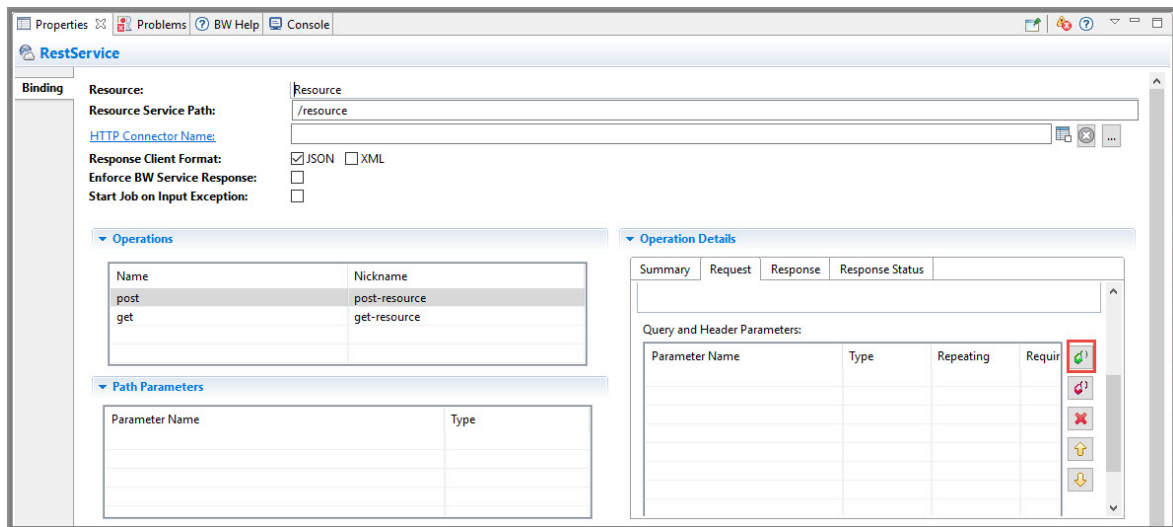 Properties Problems BW Help Console
RestService
Binding
Resource: Resource
Resource Service Path: /resource
HTTP Connector Name: ...
Response Client Format: JSON XML
Enforce BW Service Response:
Start Job on Input Exception:
Operations
Name Nickname
post post-resource
get get-resource
Path Parameters
Parameter Name Type
Operation Details
Summary Request Response Response Status
Query and Header Parameters:
Parameter Name Type Repeating Requir